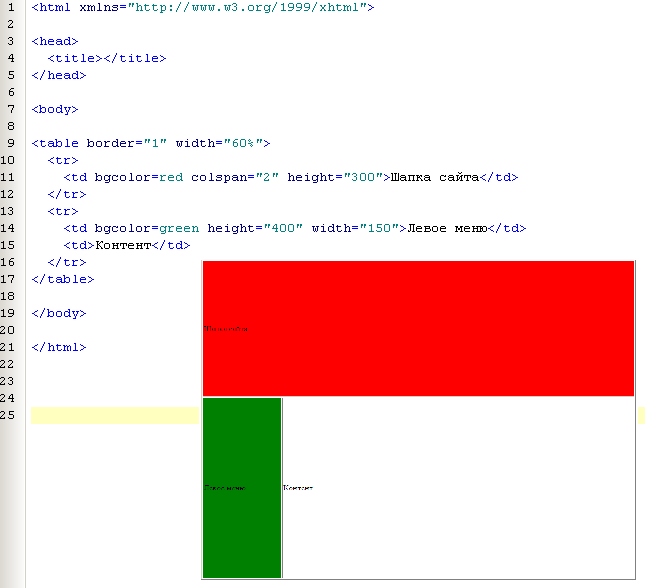 1 <html xmlns="http://www.w3.org/1999/xhtml">
2
3 <head>
4 <title></title>
5 </head>
6
7 <body>
8
9 <table border="1" width="60%">
10 <tr>
11 <td bgcolor=red colspan="2" height="300">Шапка сайта</td>
12 </tr>
13 <tr>
14 <td bgcolor=green height="400" width="150">Левое меню</td>
15 <td>Контент</td>
16 </tr>
17 </table>
18
19 </body>
20
21 </html>
22
23
24
25
Шапка сайта
Левое меню
Контент